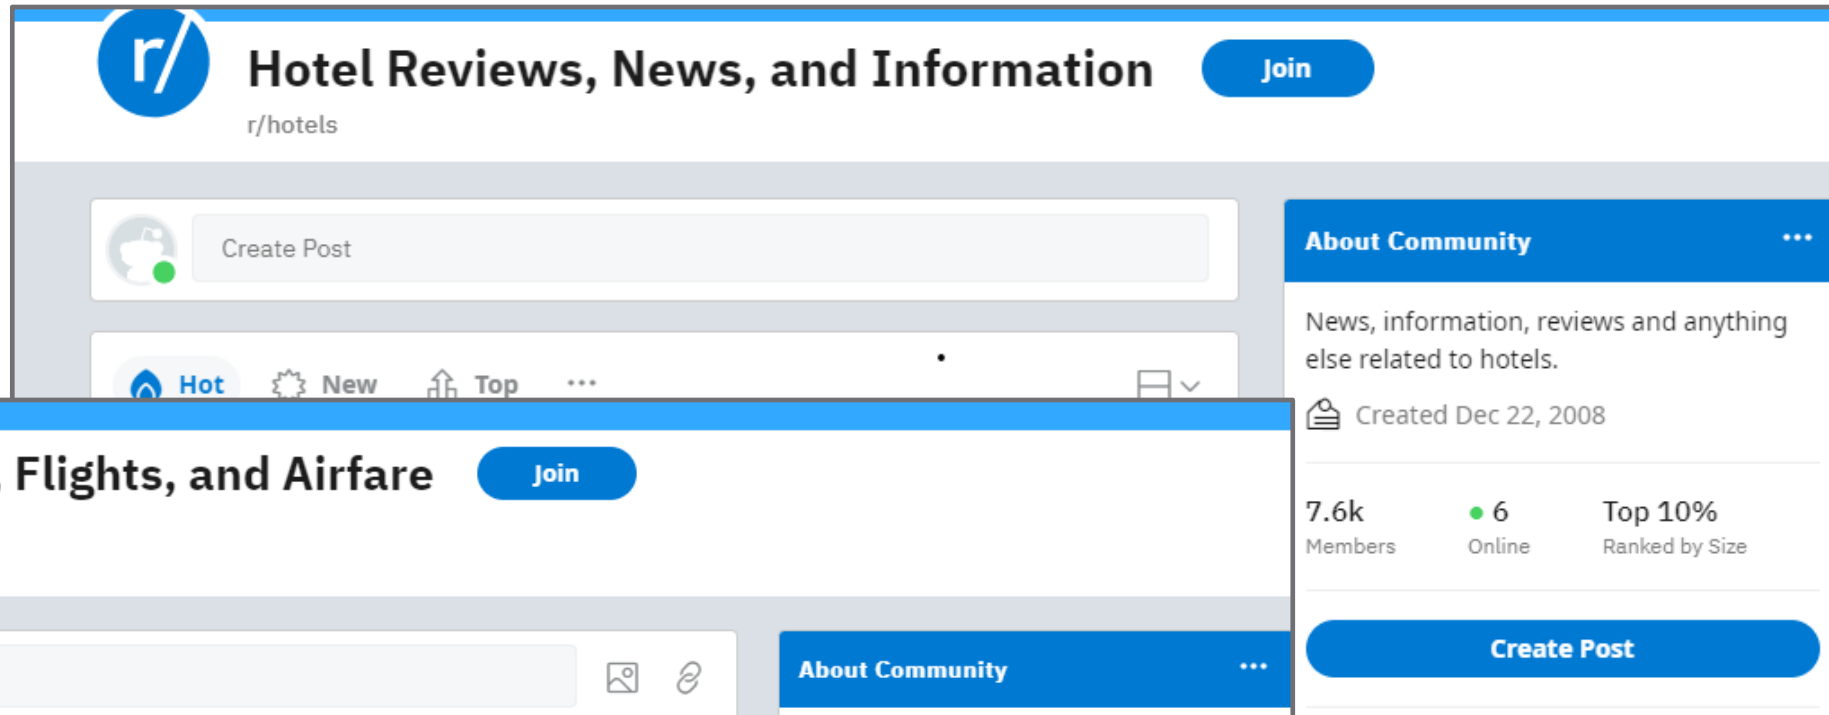 r/
Hotel Reviews, News, and Information
Join
r/hotels
Create Post
Hot
New
Top
About Community
News, information, reviews and anything
else related to hotels.
Created Dec 22, 2008
7.6k
6
Top 10%
Members
Online
Ranked by Size
Create Post
, Flights, and Airfare
Join
About Community